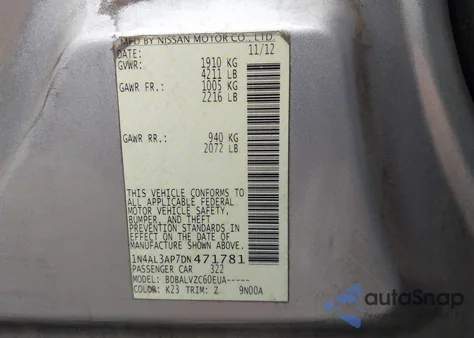 MFD BY NISSAN MOTOR CO., LTD.
DATE: 11/12
GVWR: 1910 KG
4211 LB
GAWR FR.: 1005 KG
2216 LB
GAWR RR.: 940 KG
2072 LB
THIS VEHICLE CONFORMS TO
ALL APPLICABLE FEDERAL
MOTOR VEHICLE SAFETY,
BUMPER, AND THEFT
PREVENTION STANDARDS IN
EFFECT ON THE DATE OF
MANUFACTURE SHOWN ABOVE.
1N4AL3AP7DN471781
PASSENGER CAR 322
MODEL: BDBALVZC60EUA-----
COLOR: K23 TRIM: Z 9N00A
autoSnap